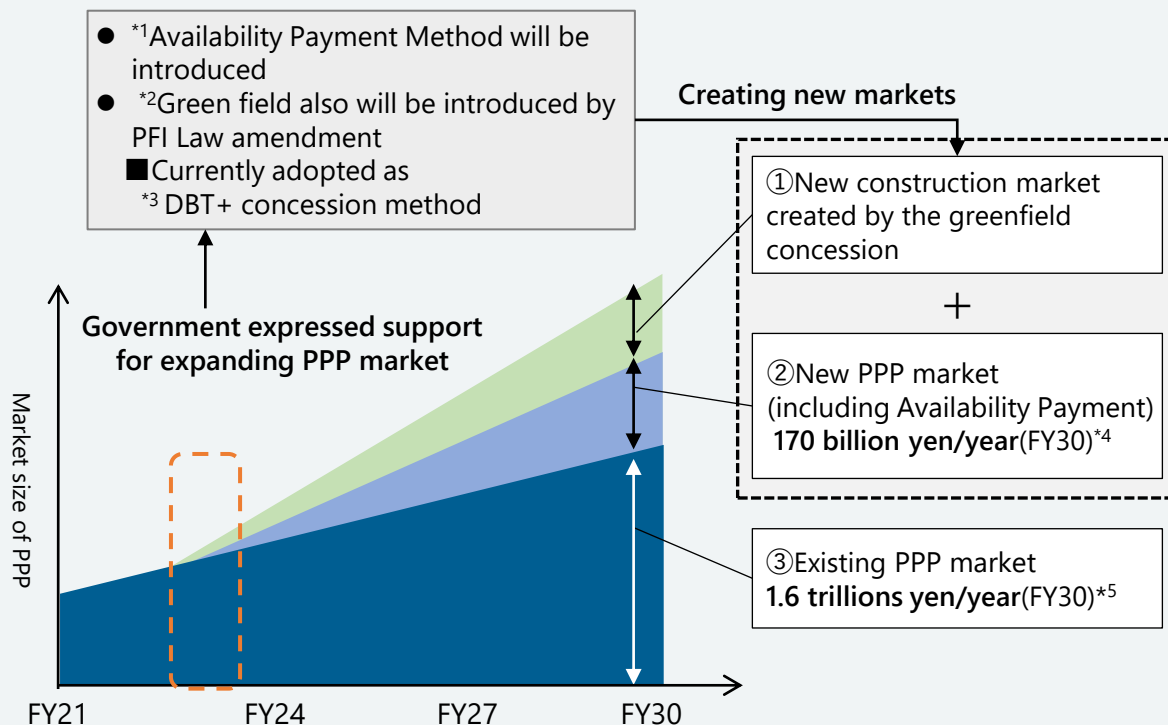 ● *1Availability Payment Method will be
introduced
● *2Green field also will be introduced by
PFI Law amendment
■Currently adopted as
*3 DBT+ concession method
Creating new markets
①New construction market
created by the greenfield
concession
+
②New PPP market
(including Availability Payment)
170 billion yen/year(FY30)*4
③Existing PPP market
1.6 trillions yen/year(FY30)*5
Government expressed support
for expanding PPP market
Market size of PPP
FY21 FY24 FY27 FY30